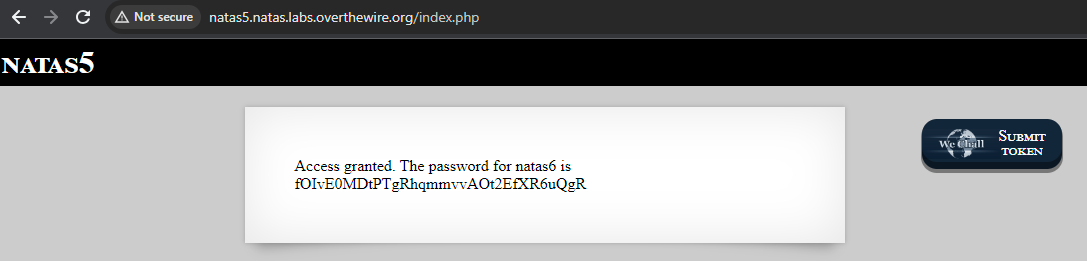 Not secure natas5.natas.labs.overthewire.org/index.php
NATAS5
Access granted. The password for natas6 is
fOIvE0MDtPTgRhqmmvvAOt2EfXR6uQgR
We Chall
SUBMIT
TOKEN